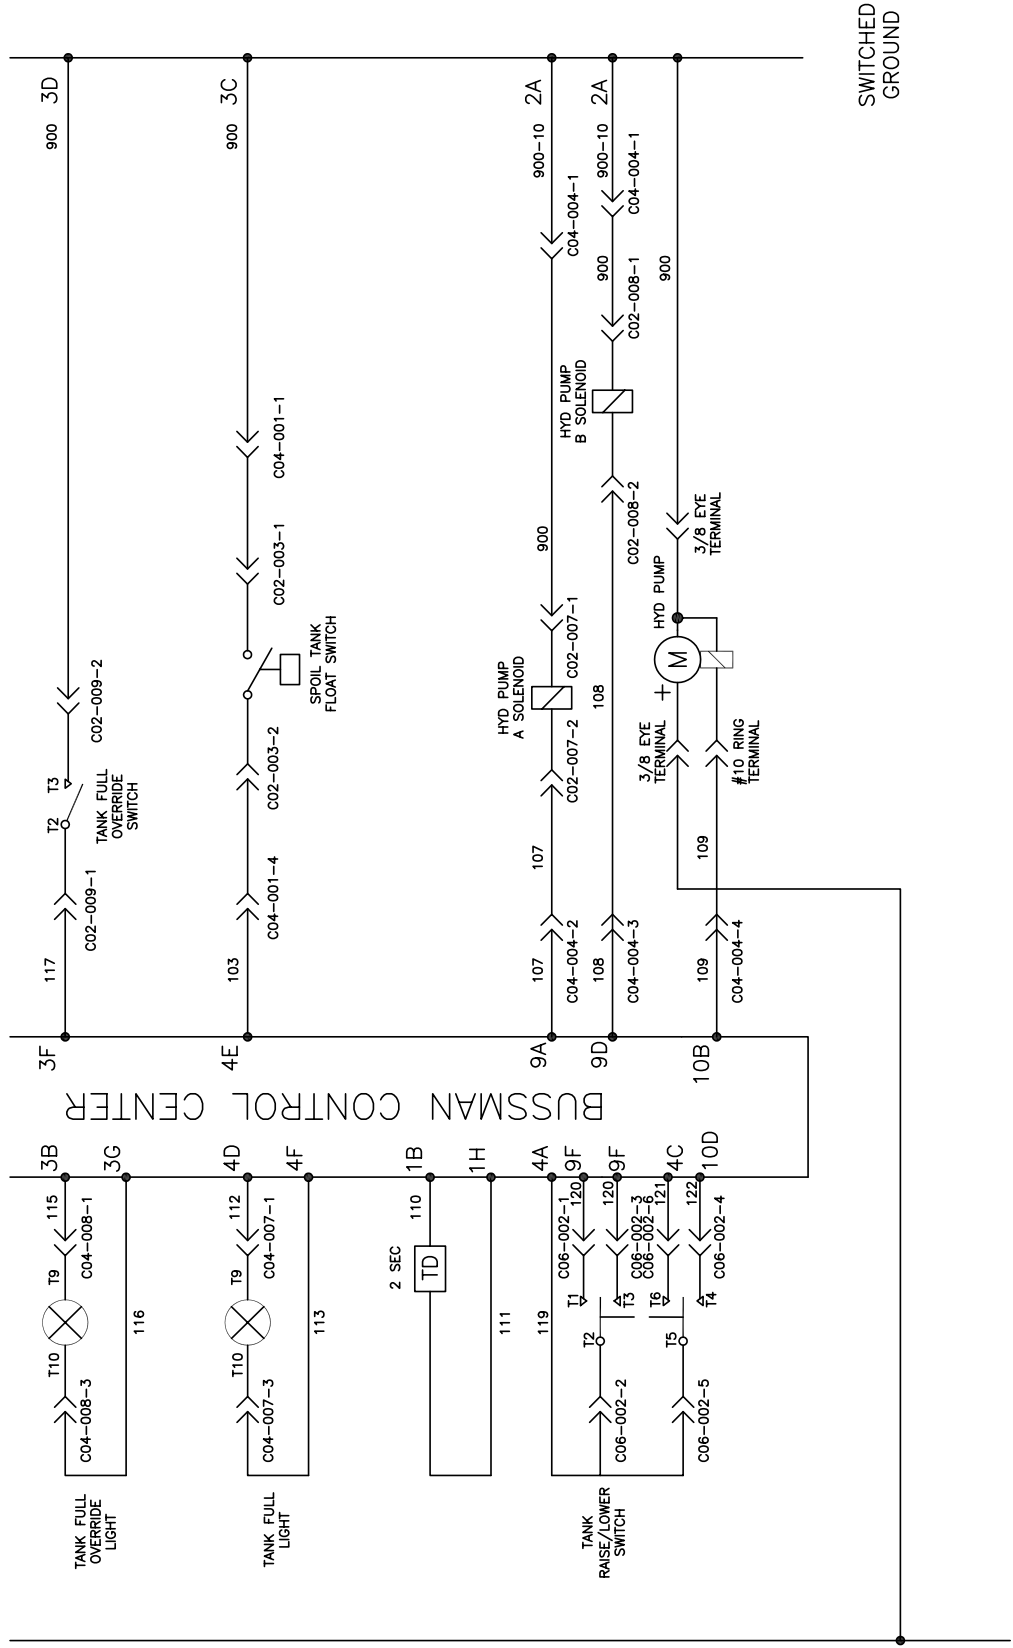 SWITCHED
GROUND
3D
900
C02-009-2
T3
T2
TANK FULL
OVERRIDE
SWITCH
C02-009-1
117
3F
3C
900
C04-001-1
C02-003-1
SPOIL TANK
FLOAT SWITCH
C02-003-2
C04-001-4
103
4E
2A
900-10
C04-004-1
900
C02-007-1
HYD PUMP
A SOLENOID
C02-007-2
107
107
C04-004-2
9A
2A
900-10
C04-004-1
900
C02-008-1
HYD PUMP
B SOLENOID
C02-008-2
108
108
C04-004-3
9D
900
3/8 EYE
TERMINAL
HYD PUMP
M
+
3/8 EYE
TERMINAL
#10 RING
TERMINAL
109
109
C04-004-4
10B
BUSSMAN CONTROL CENTER
3B
115
C04-008-1
T9
T10
C04-008-3
3G
116
TANK FULL
OVERRIDE
LIGHT
4D
112
C04-007-1
T9
T10
C04-007-3
4F
113
TANK FULL
LIGHT
1B
110
2 SEC
TD
1H
111
4A
119
9F
120
C06-002-1
T1
9F
120
C06-002-3
T3
T2
C06-002-2
4C
121
C06-002-6
T6
10D
122
C06-002-4
T4
T5
C06-002-5
TANK
RAISE/LOWER
SWITCH